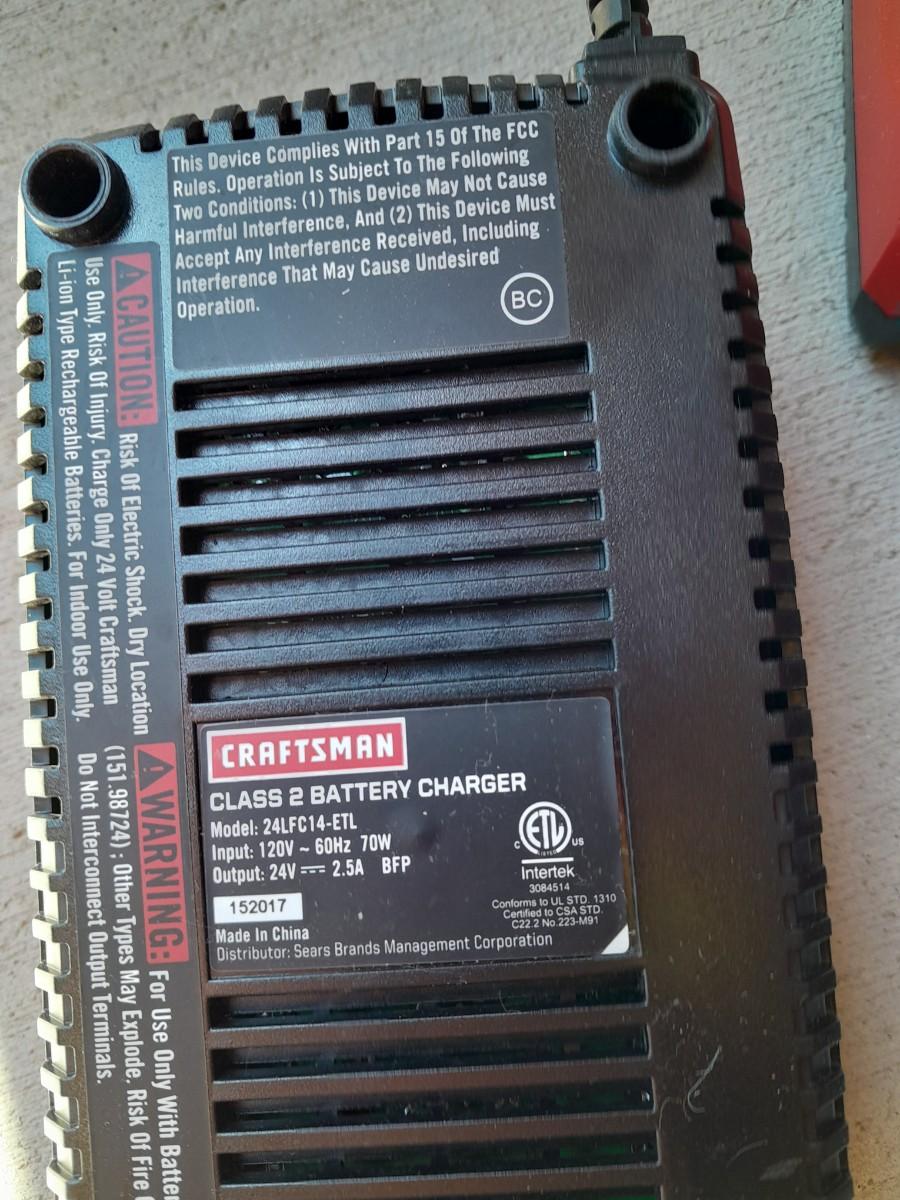 This Device Complies With Part 15 Of The FCC
Rules. Operation Is Subject To The Following
Two Conditions: (1) This Device May Not Cause
Harmful Interference, And (2) This Device Must
Accept Any Interference Received, Including
Interference That May Cause Undesired
Operation.
BC
CAUTION: Risk Of Electric Shock. Dry Location
Use Only. Risk Of Injury. Charge Only 24 Volt Craftsman
Li-ion Type Rechargeable Batteries. For Indoor Use Only.
WARNING: For Use Only With
(151.98724) ; Other Types May Explode. Risk Of Fire
Do Not Interconnect Output Terminals.
CRAFTSMAN
CLASS 2 BATTERY CHARGER
Model: 24LFC14-ETL
Input: 120V ~ 60Hz 70W
Output: 24V ⎓ 2.5A BFP
152017
Made In China
Distributor: Sears Brands Management Corporation
C ETL US
LISTED
Intertek
3084514
Conforms to UL STD. 1310
Certified to CSA STD.
C22.2 No.223-M91